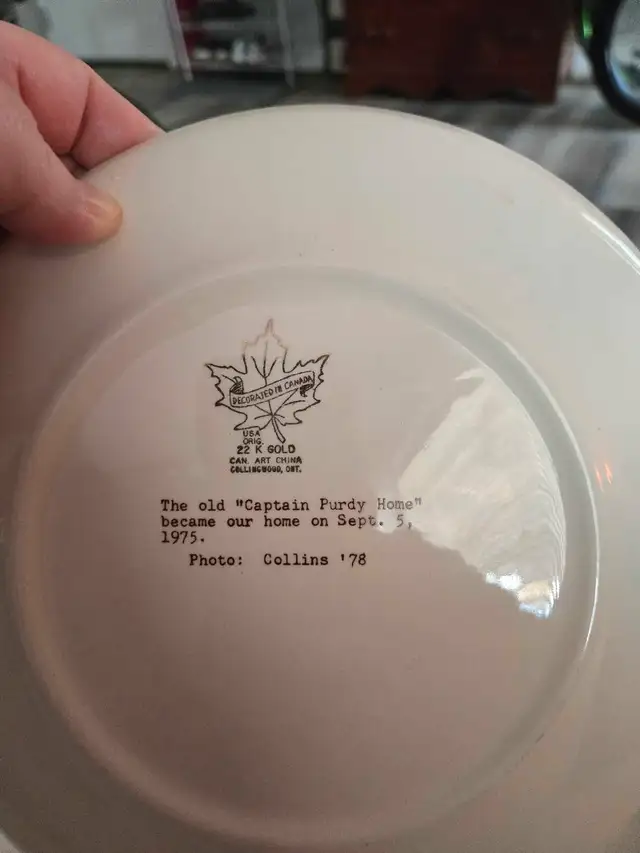 DECORATED IN CANADA
USA
ORIG.
22 K GOLD
CAN. ART CHINA
COLLINGWOOD, ONT.
The old "Captain Purdy Home"
became our home on Sept. 5,
1975.
Photo: Collins '78